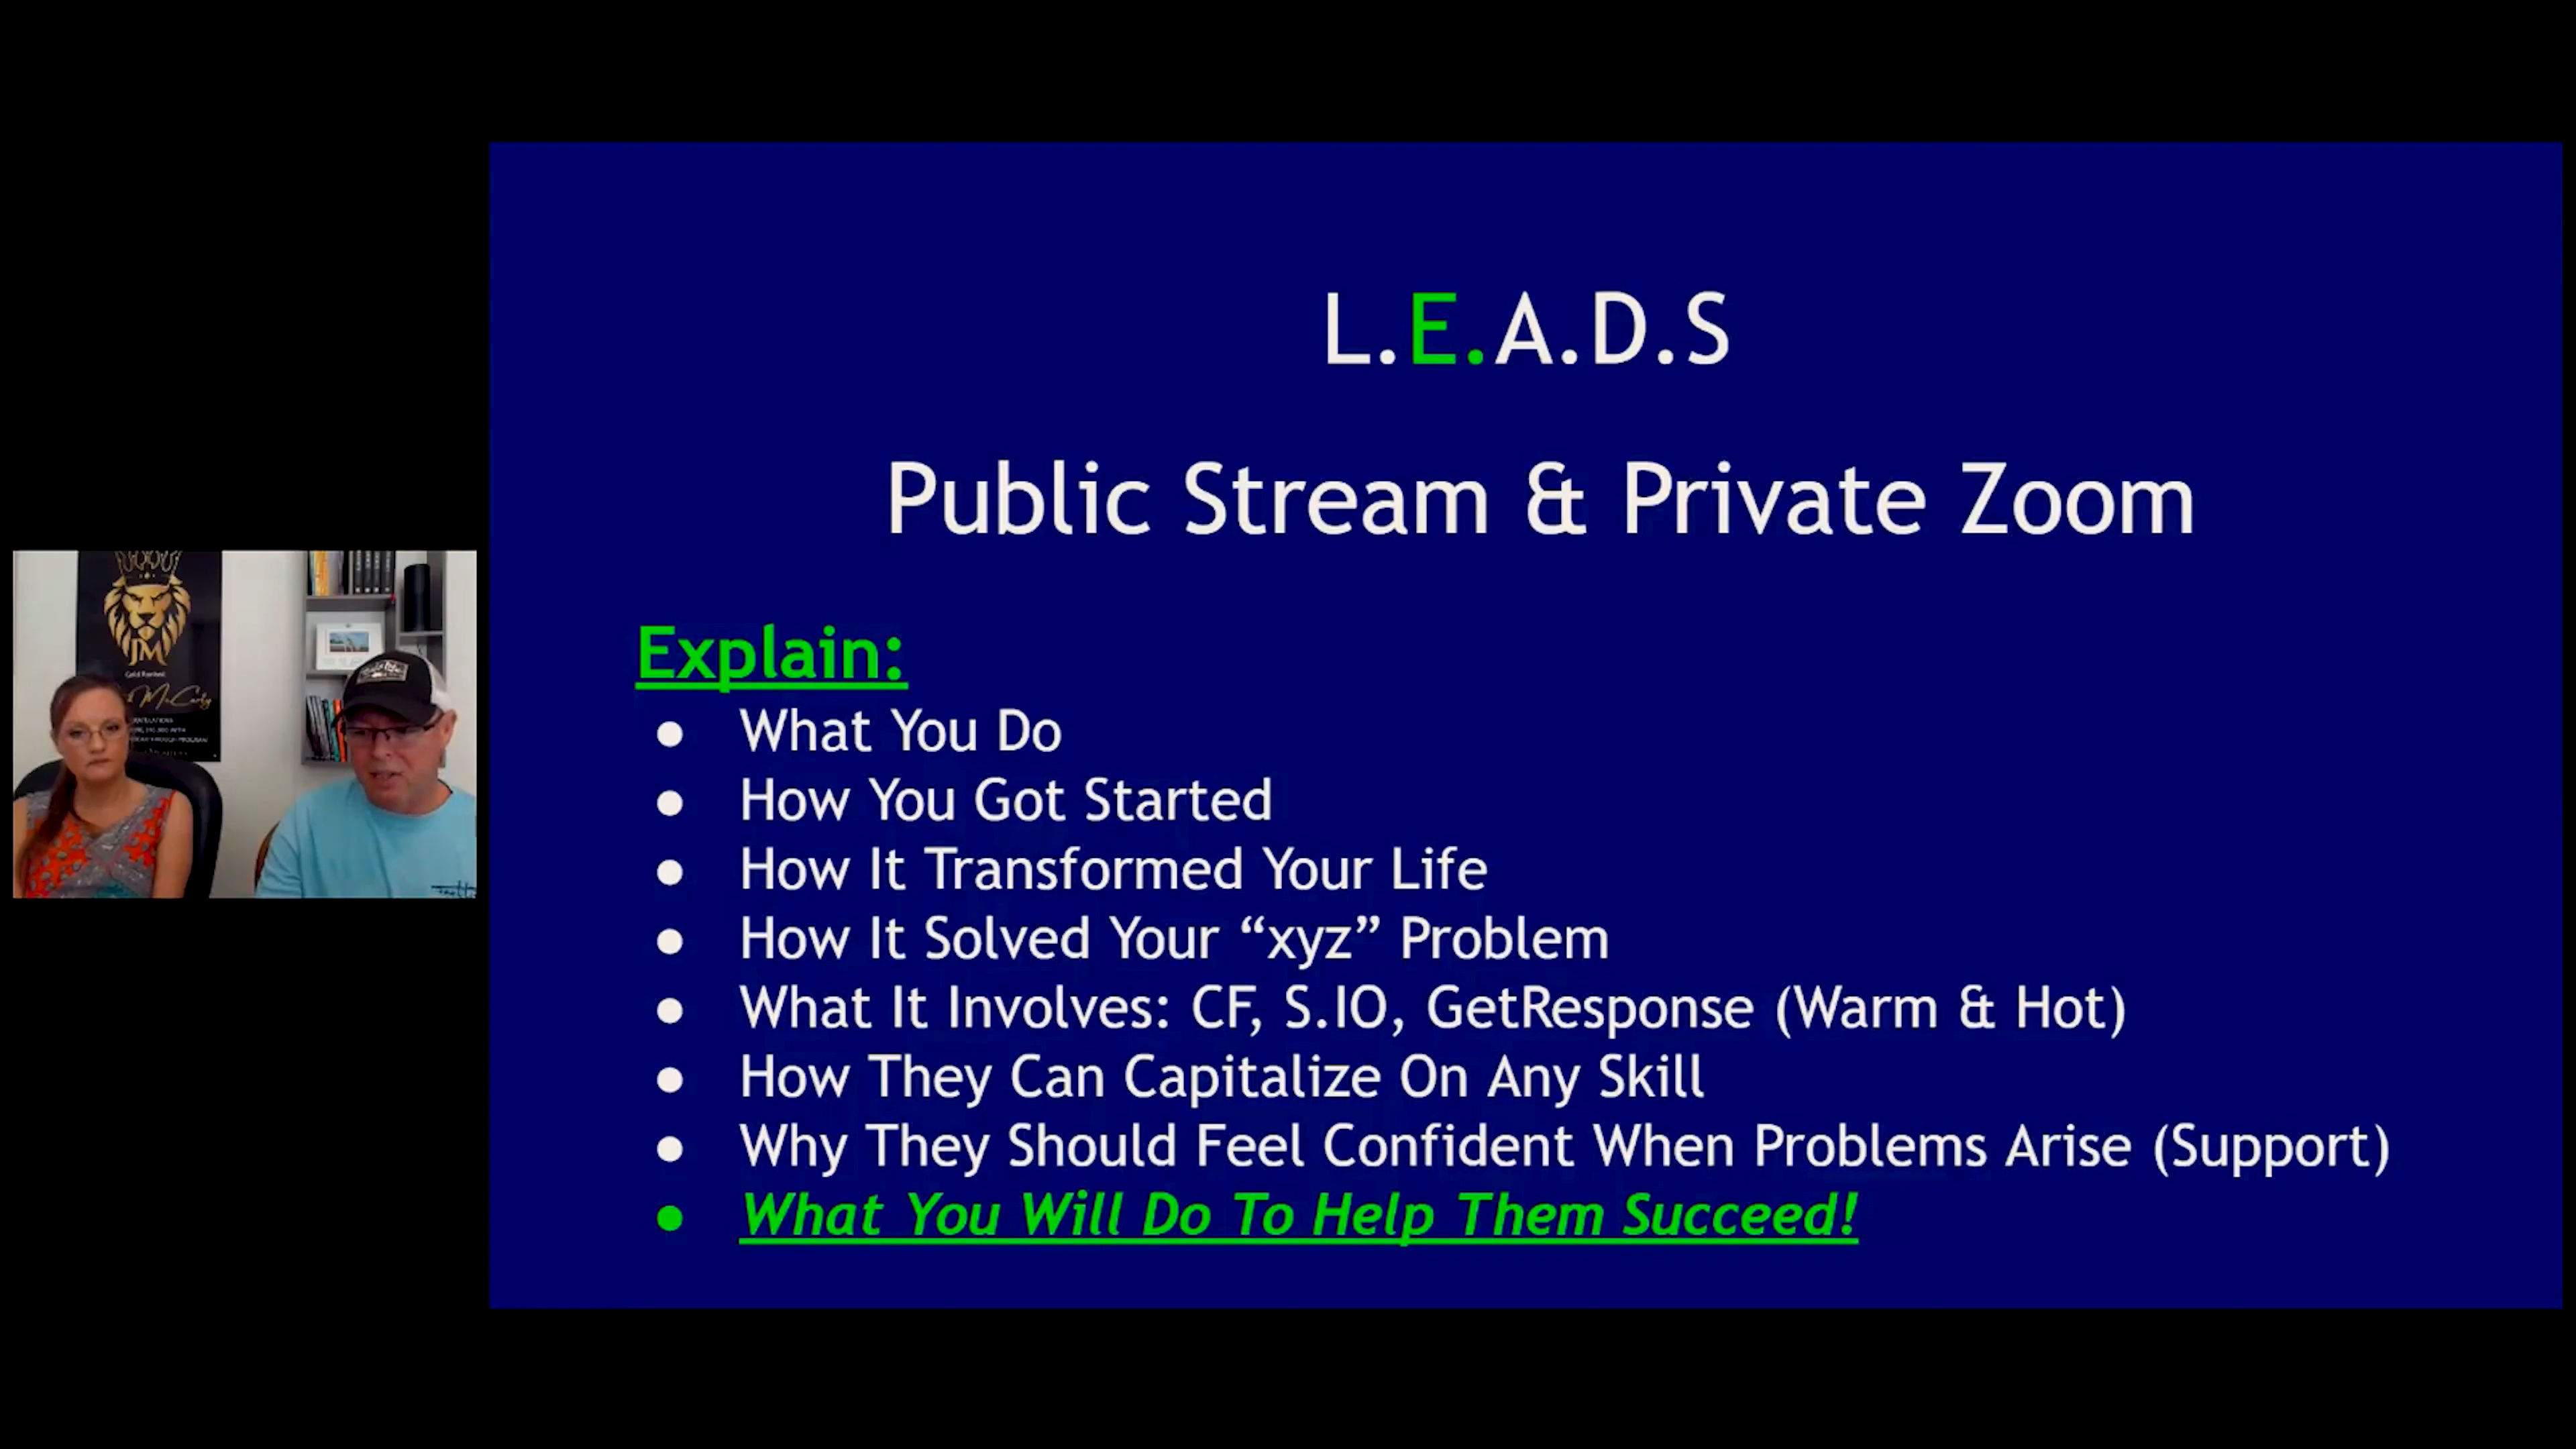 L.E.A.D.S
Public Stream & Private Zoom
Explain:
● What You Do
● How You Got Started
● How It Transformed Your Life
● How It Solved Your “xyz” Problem
● What It Involves: CF, S.IO, GetResponse (Warm & Hot)
● How They Can Capitalize On Any Skill
● Why They Should Feel Confident When Problems Arise (Support)
● What You Will Do To Help Them Succeed!
JM